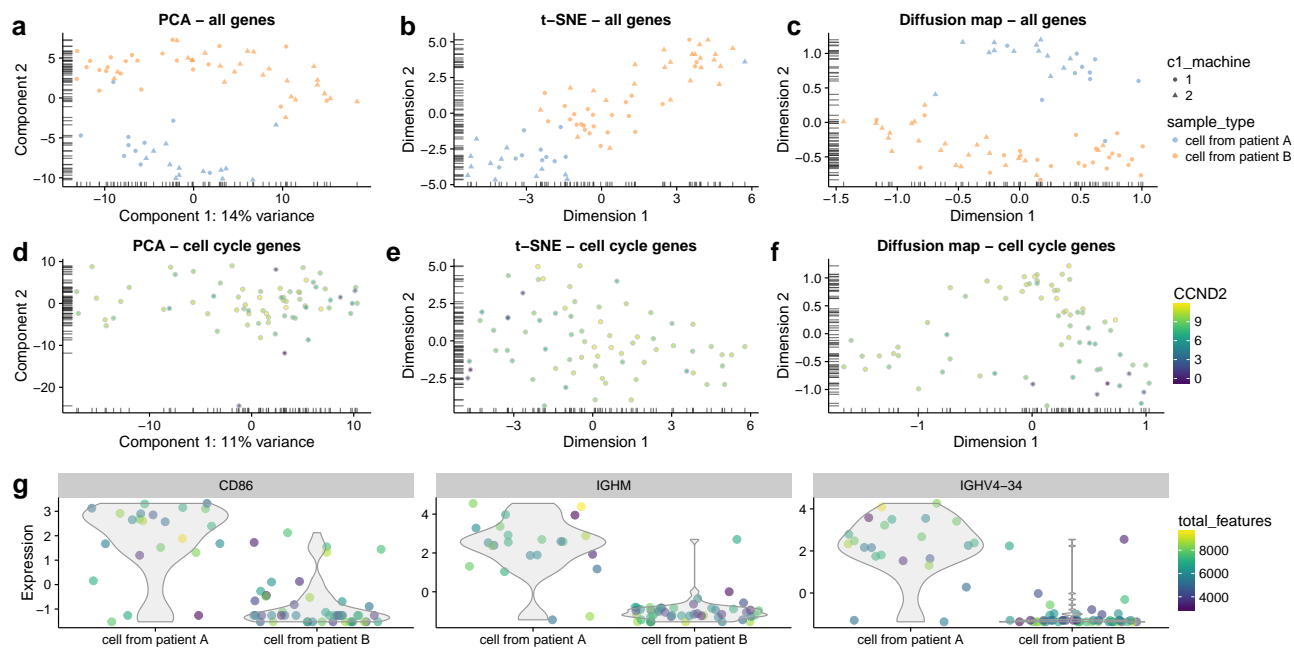 a
PCA − all genes
Component 2
5
0
−5
−10
−10
0
10
Component 1: 14% variance
b
t−SNE − all genes
Dimension 2
5.0
2.5
0.0
−2.5
−5.0
−3
0
3
6
Dimension 1
c
Diffusion map − all genes
Dimension 2
1.0
0.5
0.0
−0.5
−1.5
−1.0
−0.5
0.0
0.5
1.0
Dimension 1
c1_machine
1
2
sample_type
cell from patient A
cell from patient B
d
PCA − cell cycle genes
Component 2
10
0
−10
−20
−10
0
10
Component 1: 11% variance
e
t−SNE − cell cycle genes
Dimension 2
5.0
2.5
0.0
−2.5
−3
0
3
6
Dimension 1
f
Diffusion map − cell cycle genes
Dimension 2
1.0
0.5
0.0
−0.5
−1.0
−1
0
1
Dimension 1
CCND2
9
6
3
0
g
CD86
Expression
3
2
1
0
−1
cell from patient A
cell from patient B
IGHM
4
2
0
cell from patient A
cell from patient B
IGHV4−34
4
2
0
cell from patient A
cell from patient B
total_features
8000
6000
4000